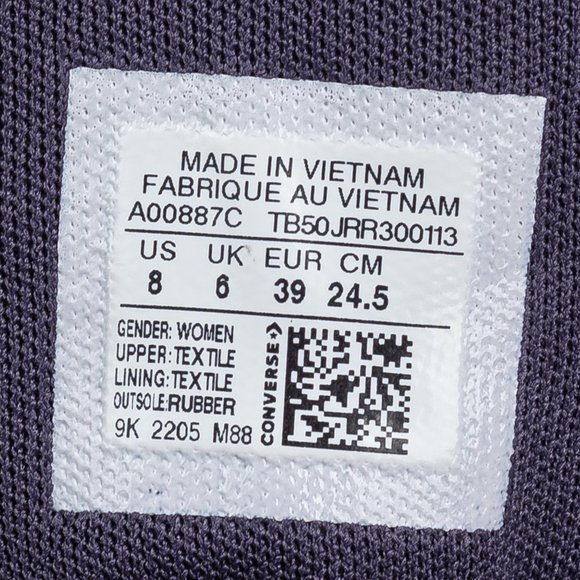 MADE IN VIETNAM
FABRIQUE AU VIETNAM
A00887C TB50JRR300113
US UK EUR CM
8 6 39 24.5
GENDER: WOMEN
UPPER: TEXTILE
LINING: TEXTILE
OUTSOLE:RUBBER
9K 2205 M88
CONVERSE